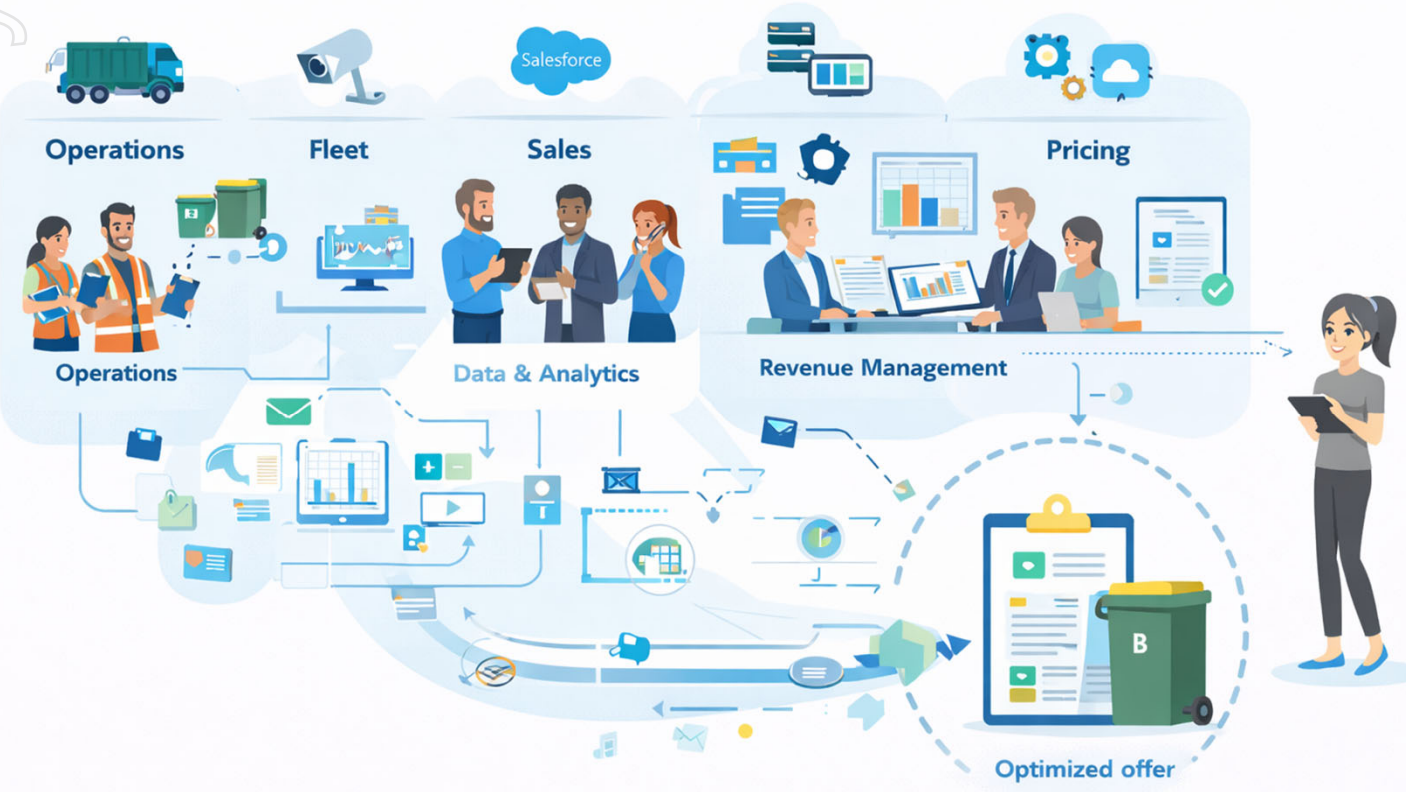 Salesforce
Operations
Fleet
Sales
Pricing
Operations
Data & Analytics
Revenue Management
B
Optimized offer